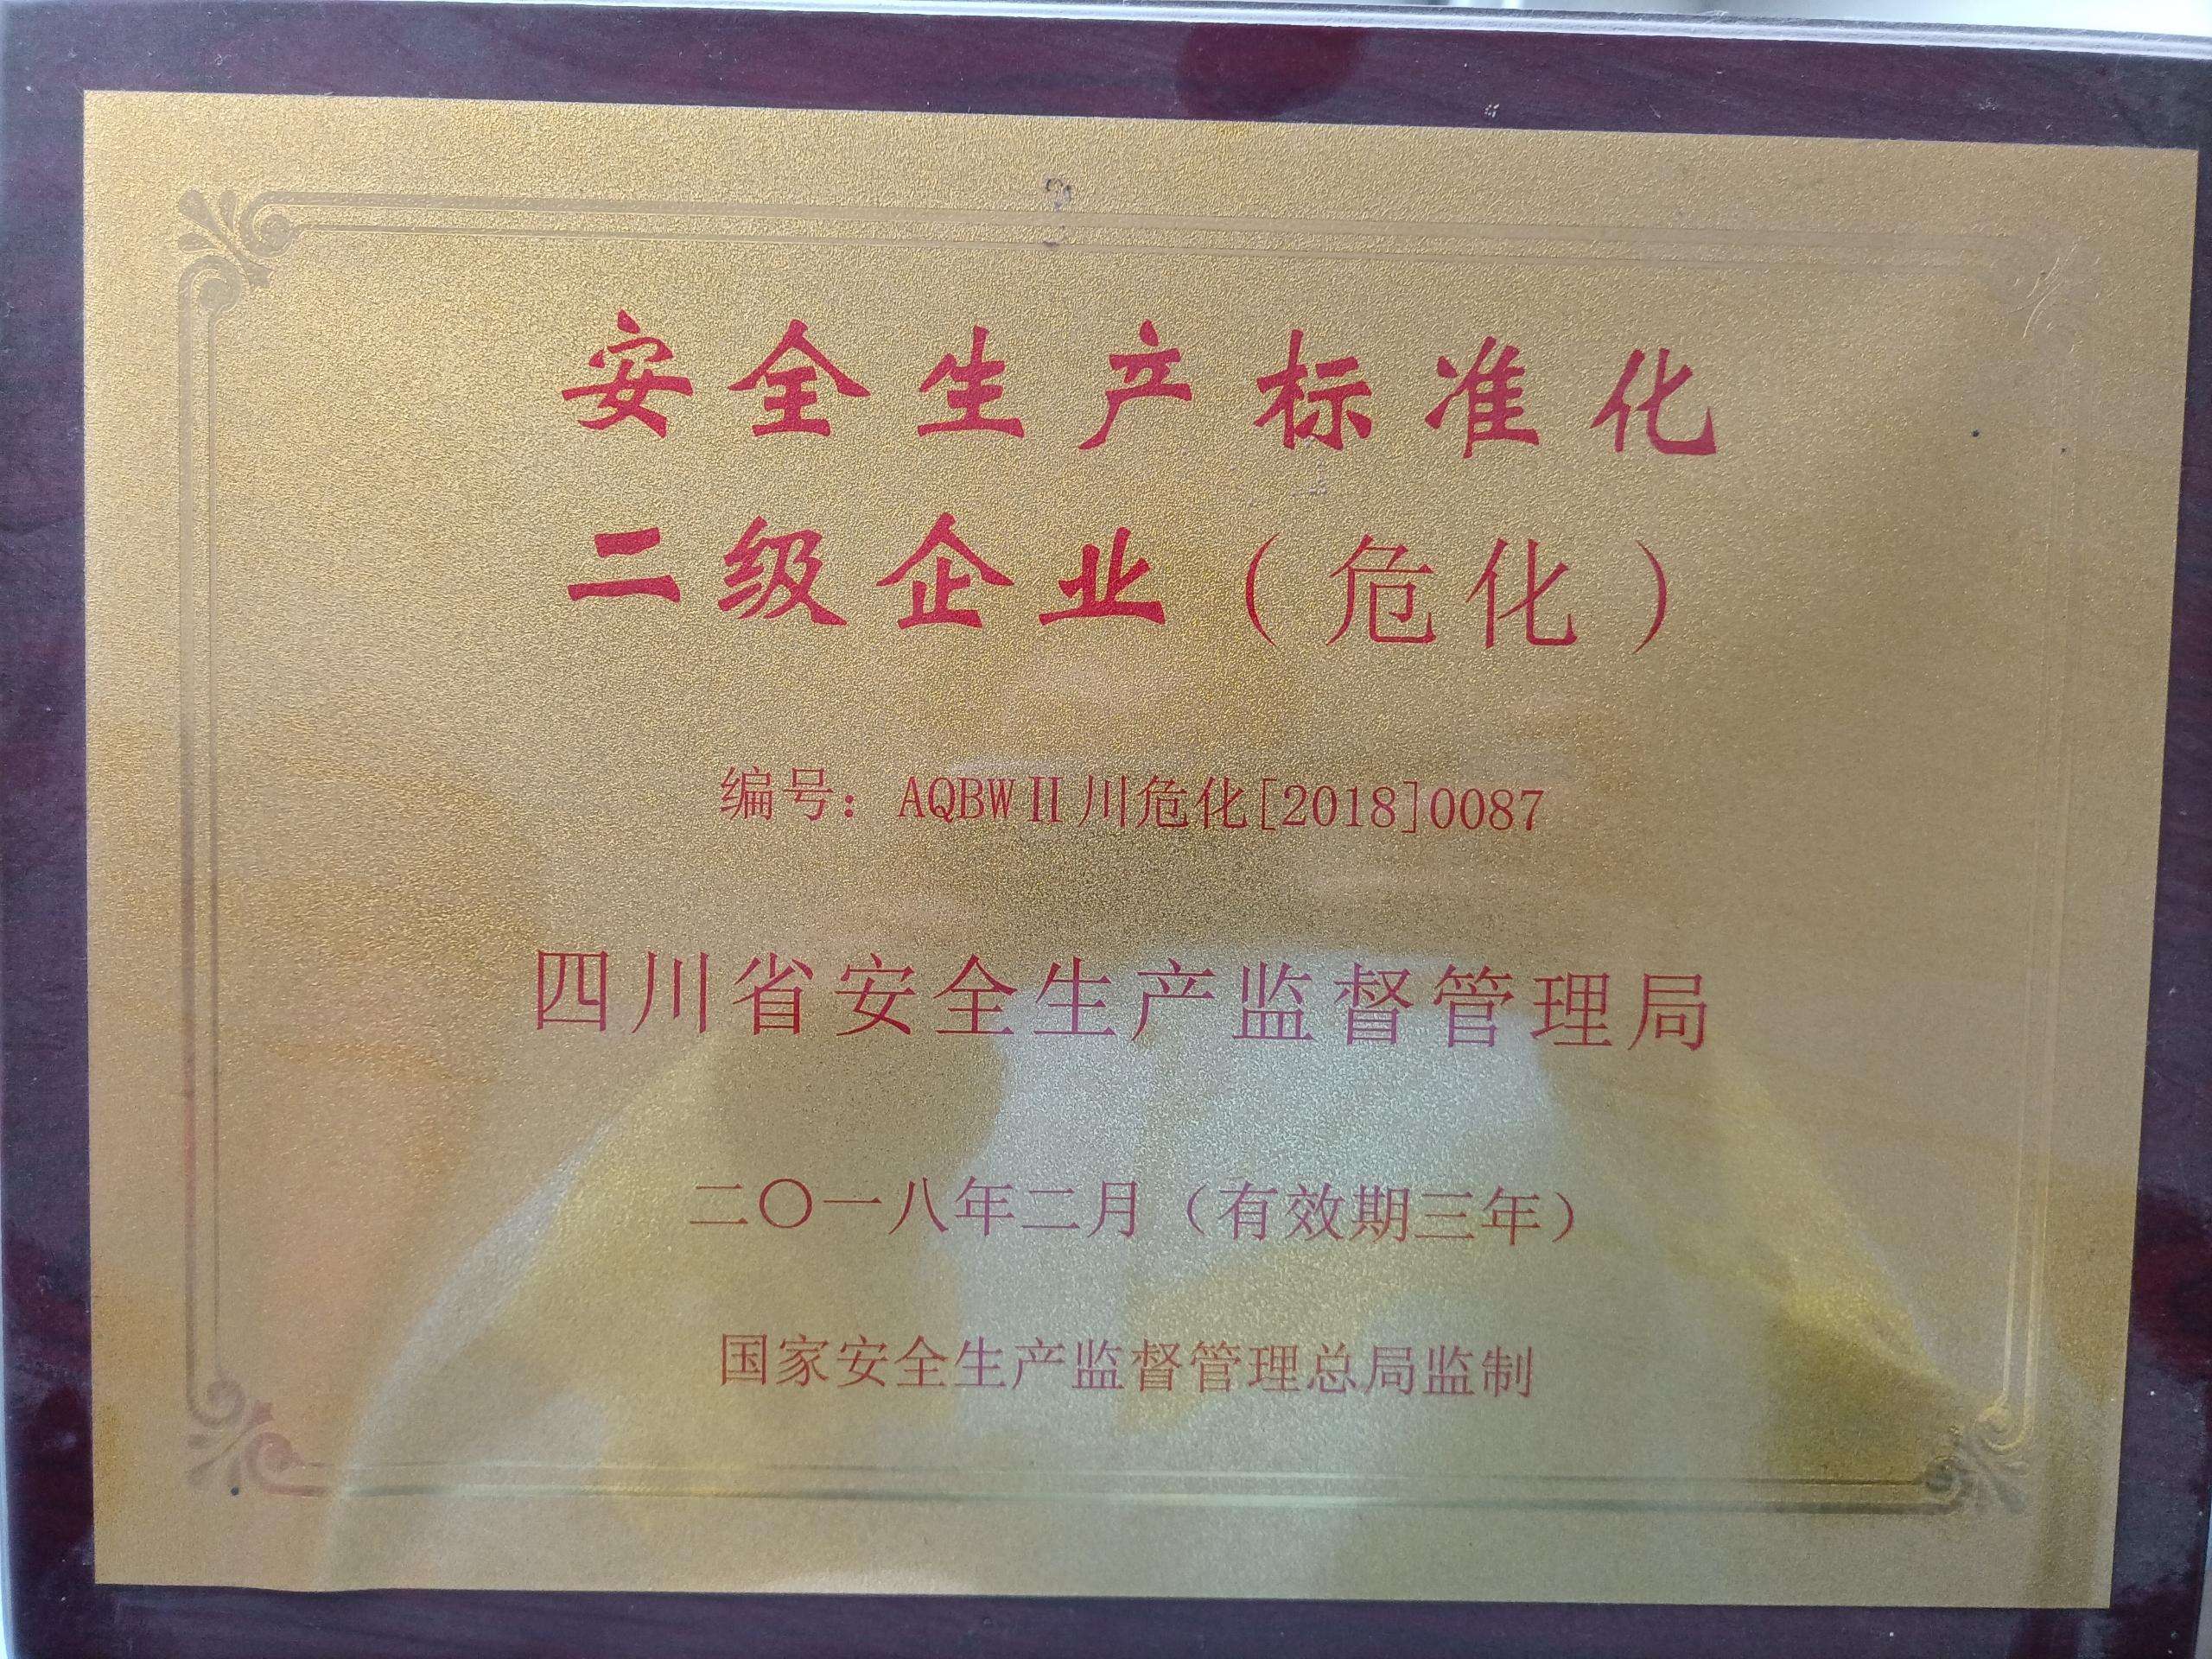 安全生产标准化
二级企业（危化）
编号：AQBWⅡ川危化[2018]0087
四川省安全生产监督管理局
二〇一八年二月（有效期三年）
国家安全生产监督管理总局监制